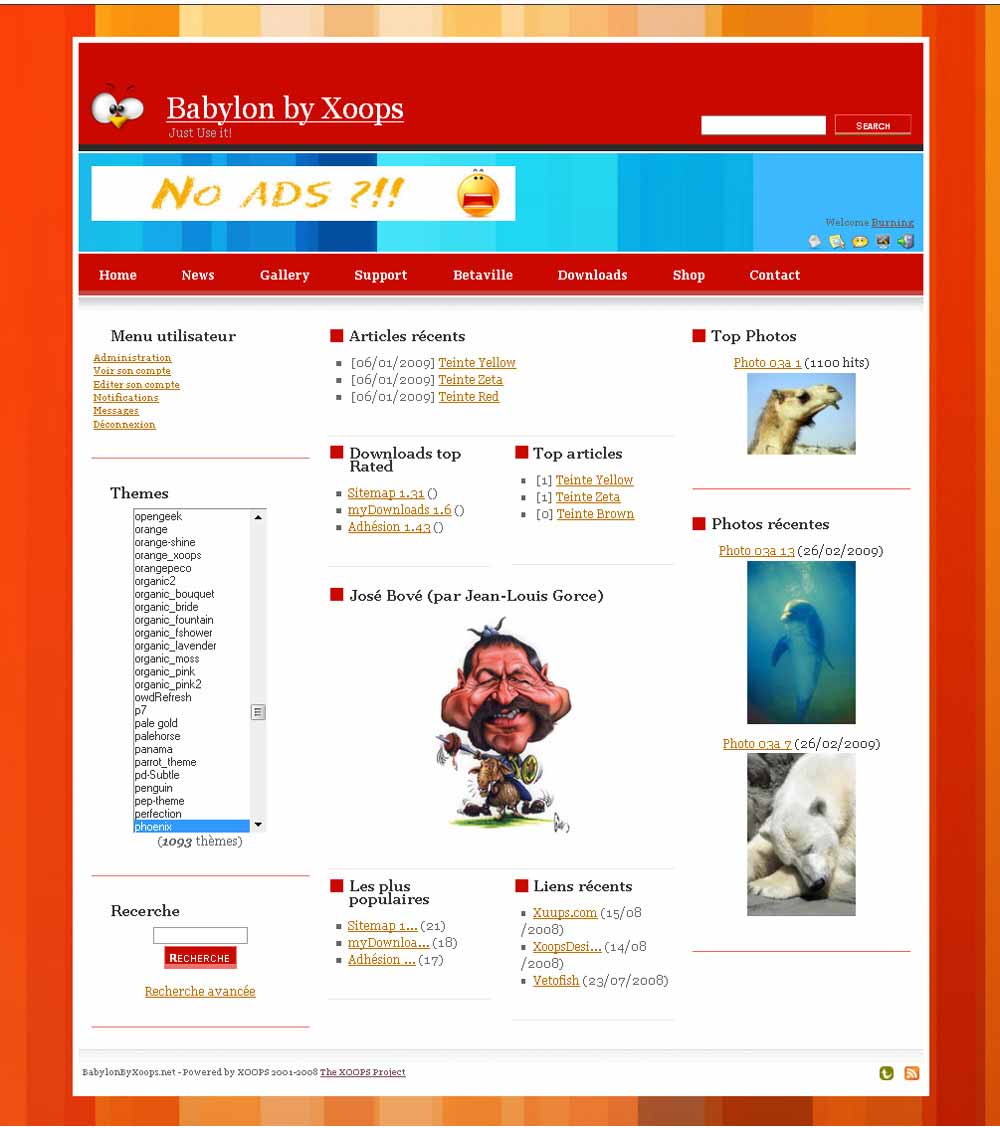 Babylon by Xoops
Just Use it!
SEARCH
No ADS ?!!
Welcome Burning
Home News Gallery Support Betaville Downloads Shop Contact
Menu utilisateur
Administration
Voir son compte
Editer son compte
Notifications
Messages
Déconnexion
Themes
opengeek
orange
orange-shine
orange_xoops
orangepeco
organic2
organic_bouquet
organic_bride
organic_fountain
organic_fshower
organic_lavender
organic_moss
organic_pink
organic_pink2
owdRefresh
p7
pale gold
palehorse
panama
parrot_theme
pd-Subtle
penguin
pep-theme
perfection
phoenix
(1093 thèmes)
Recerche
RECHERCHE
Recherche avancée
Articles récents
[06/01/2009] Teinte Yellow
[06/01/2009] Teinte Zeta
[06/01/2009] Teinte Red
Downloads top
Rated
Sitemap 1.31 ()
myDownloads 1.6 ()
Adhésion 1.43 ()
Top articles
[1] Teinte Yellow
[1] Teinte Zeta
[0] Teinte Brown
José Bové (par Jean-Louis Gorce)
Les plus
populaires
Sitemap 1... (21)
myDownloa... (18)
Adhésion ... (17)
Liens récents
Xuups.com (15/08
/2008)
XoopsDesi... (14/08
/2008)
Vetofish (23/07/2008)
Top Photos
Photo 03a 1 (1100 hits)
Photos récentes
Photo 03a 13 (26/02/2009)
Photo 03a 7 (26/02/2009)
BabylonByXoops.net - Powered by XOOPS 2001-2008 The XOOPS Project